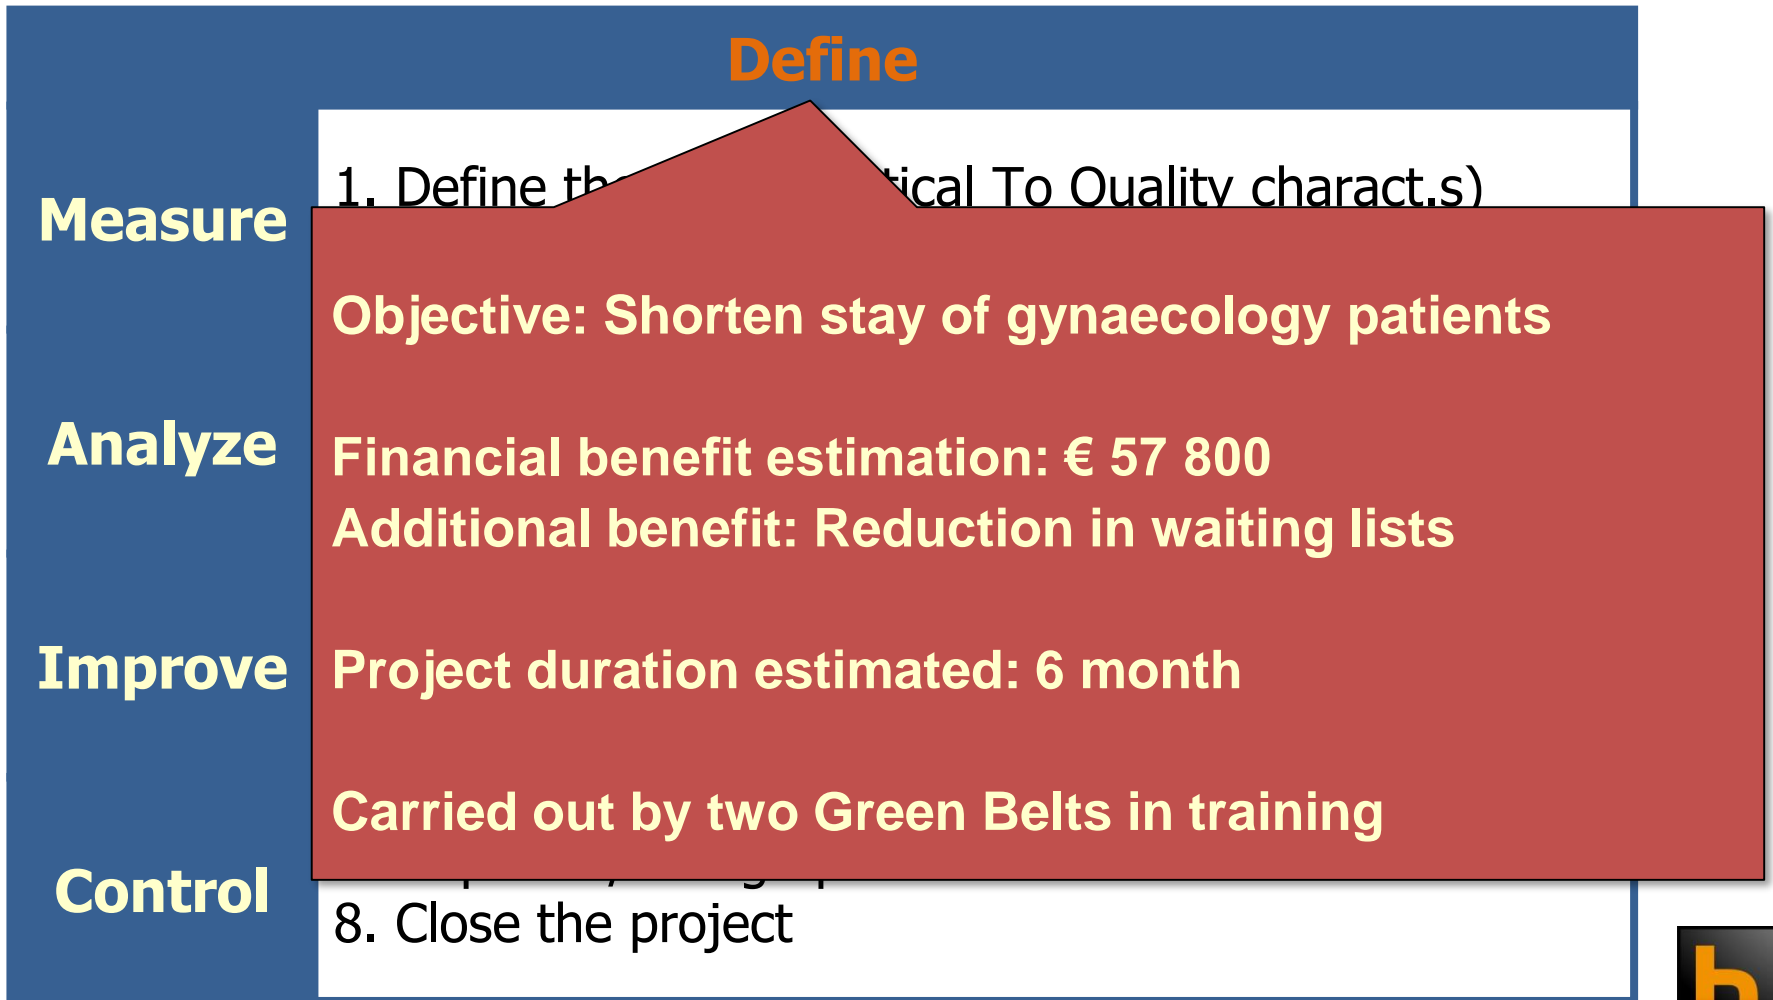 Define
Measure
1. Define the tical To Quality charact.s)
Objective: Shorten stay of gynaecology patients
Analyze
Financial benefit estimation: € 57 800
Additional benefit: Reduction in waiting lists
Improve
Project duration estimated: 6 month
Carried out by two Green Belts in training
Control
8. Close the project